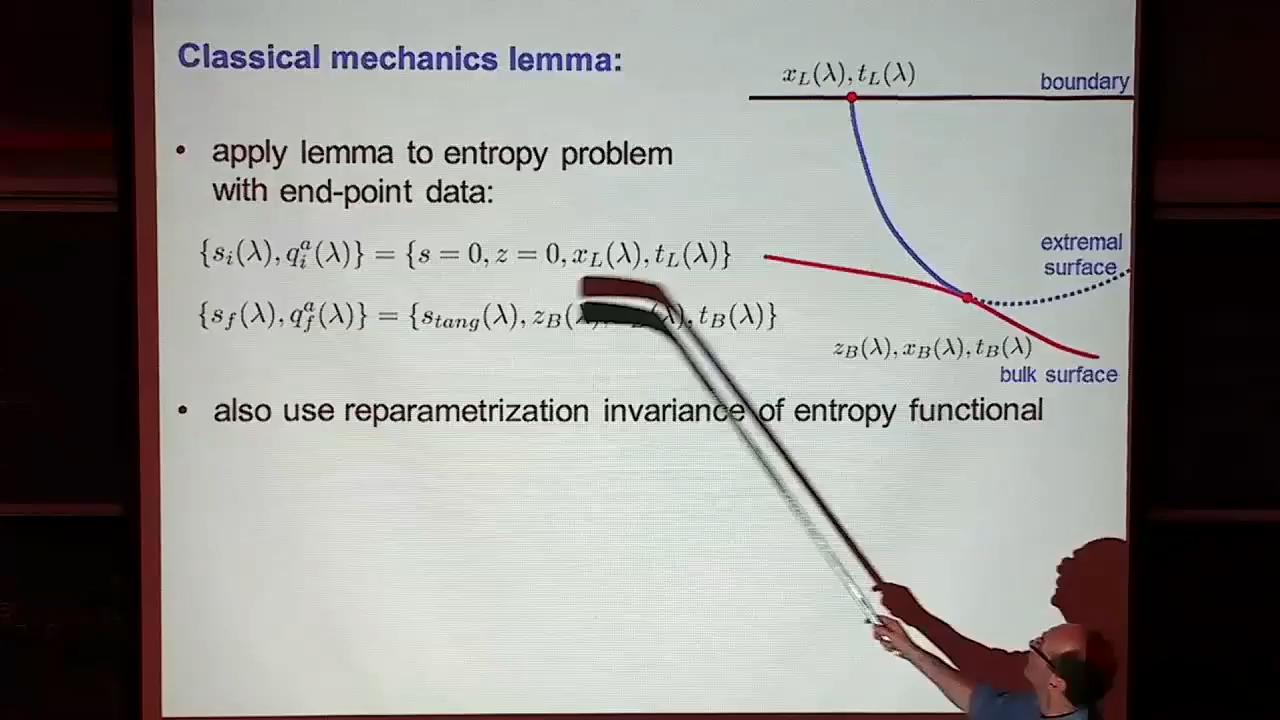 Classical mechanics lemma:
• apply lemma to entropy problem
with end-point data:
{s_i(λ), q_i^a(λ)} = {s = 0, z = 0, x_L(λ), t_L(λ)}
{s_f(λ), q_f^a(λ)} = {s_{tang}(λ), z_B(λ), (λ), t_B(λ)}
• also use reparametrization invariance of entropy functional
x_L(λ), t_L(λ)
boundary
extremal
surface
z_B(λ), x_B(λ), t_B(λ)
bulk surface